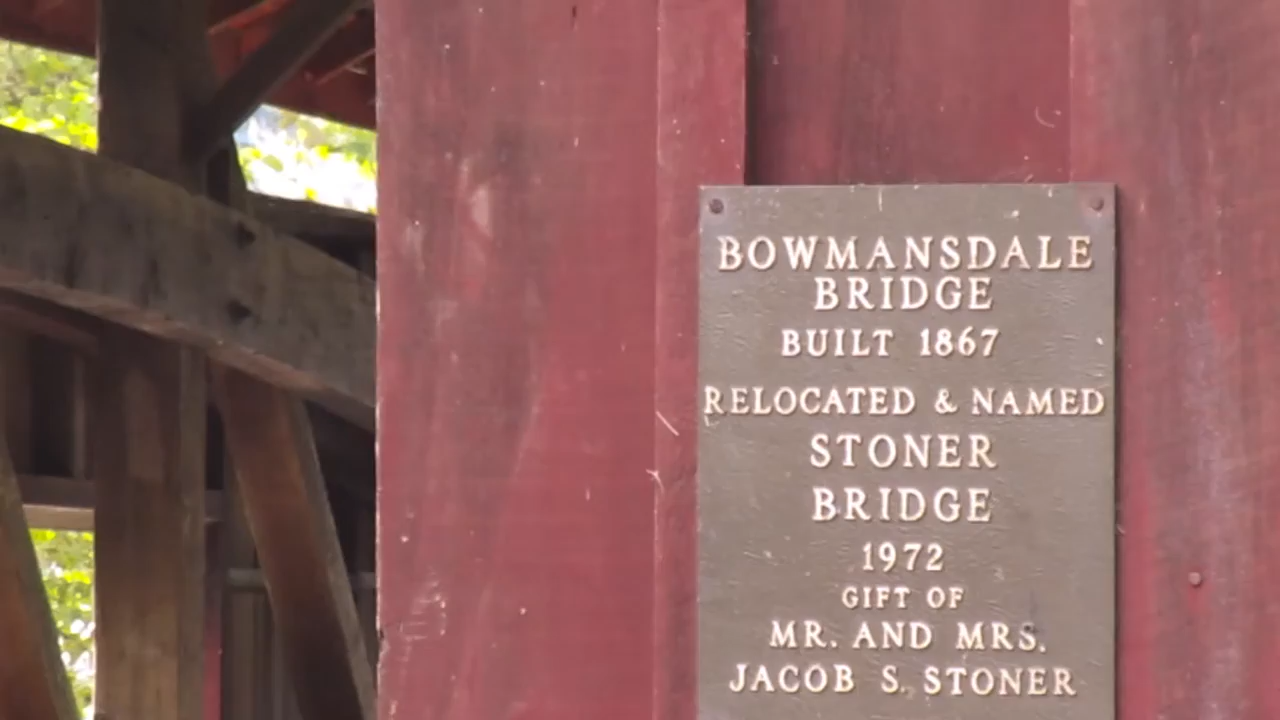 BOWMANSDALE
BRIDGE
BUILT 1867
RELOCATED & NAMED
STONER
BRIDGE
1972
GIFT OF
MR. AND MRS.
JACOB S. STONER